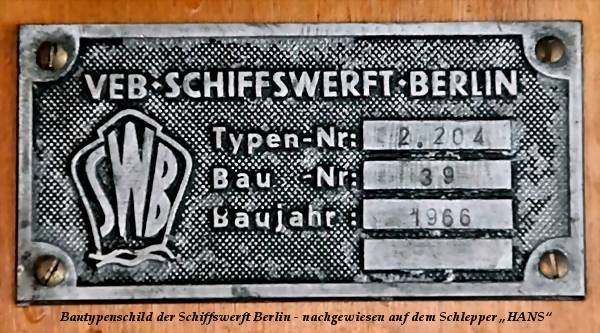 VEB·SCHIFFSWERFT·BERLIN
SWB
Typen-Nr: 2.204
Bau -Nr: 39
Baujahr : 1966
Bantypenschild der Schiffswerft Berlin - nachgewiesen auf dem Schlepper „HANS“